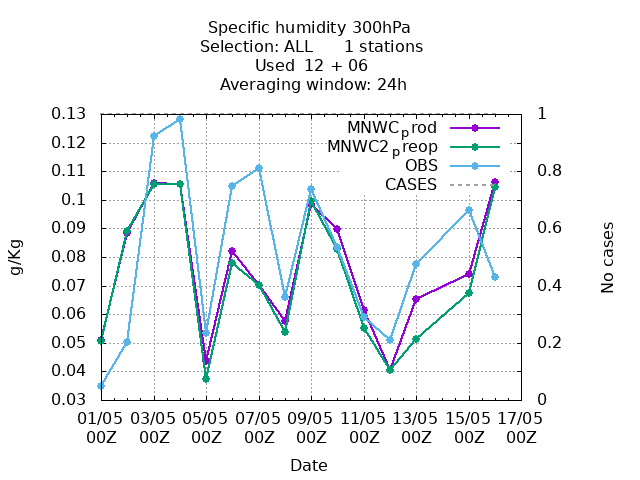 Specific humidity 300hPa
Selection: ALL      1 stations
Used  12 + 06
Averaging window: 24h
0.13
0.12
0.11
0.1
0.09
0.08
0.07
0.06
0.05
0.04
0.03
g/Kg
MNWCprod
MNWC2preop
OBS
CASES
1
0.8
0.6
0.4
0.2
0
No cases
01/05 03/05 05/05 07/05 09/05 11/05 13/05 15/05 17/05
00Z 00Z 00Z 00Z 00Z 00Z 00Z 00Z 00Z
Date